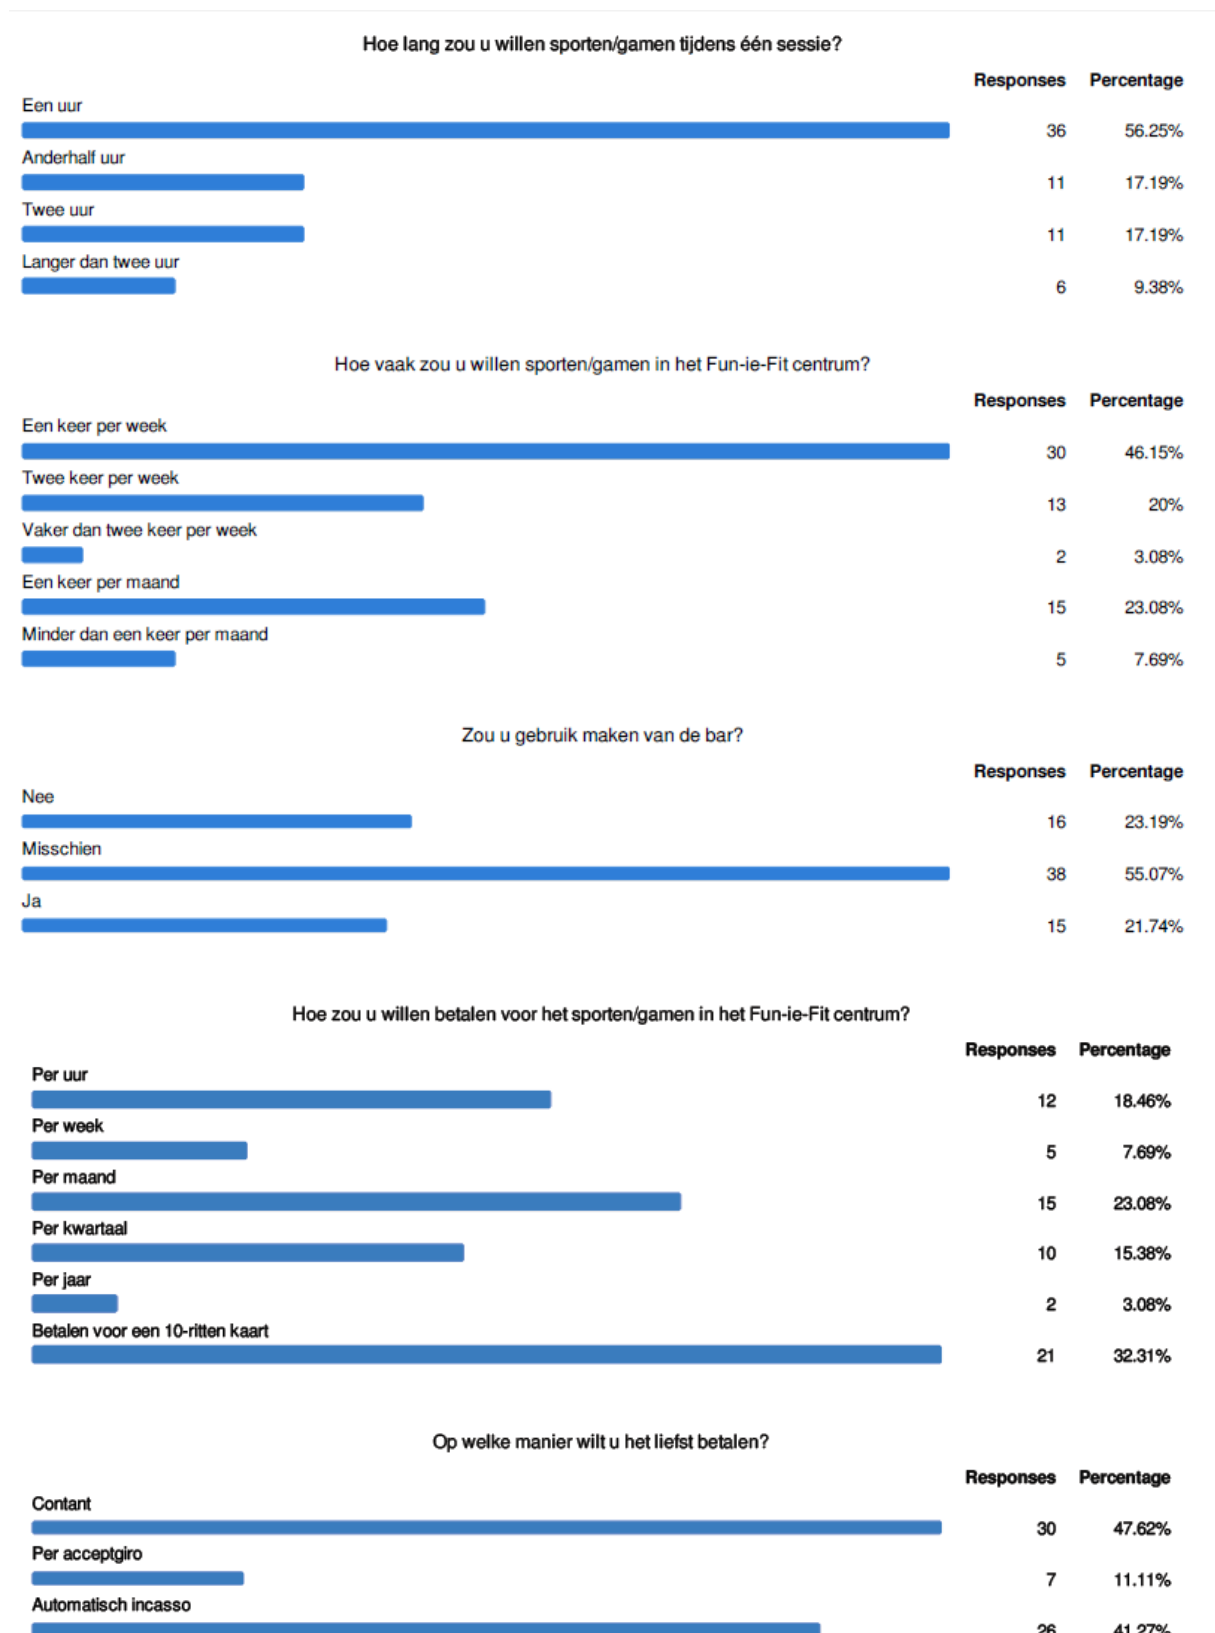 Hoe lang zou u willen sporten/gamen tijdens één sessie?
Responses Percentage
Een uur
36 56.25%
Anderhalf uur
11 17.19%
Twee uur
11 17.19%
Langer dan twee uur
6 9.38%
Hoe vaak zou u willen sporten/gamen in het Fun-ie-Fit centrum?
Responses Percentage
Een keer per week
30 46.15%
Twee keer per week
13 20%
Vaker dan twee keer per week
2 3.08%
Een keer per maand
15 23.08%
Minder dan een keer per maand
5 7.69%
Zou u gebruik maken van de bar?
Responses Percentage
Nee
16 23.19%
Misschien
38 55.07%
Ja
15 21.74%
Hoe zou u willen betalen voor het sporten/gamen in het Fun-ie-Fit centrum?
Responses Percentage
Per uur
12 18.46%
Per week
5 7.69%
Per maand
15 23.08%
Per kwartaal
10 15.38%
Per jaar
2 3.08%
Betalen voor een 10-ritten kaart
21 32.31%
Op welke manier wilt u het liefst betalen?
Responses Percentage
Contant
30 47.62%
Per acceptgiro
7 11.11%
Automatisch incasso
26 41.27%